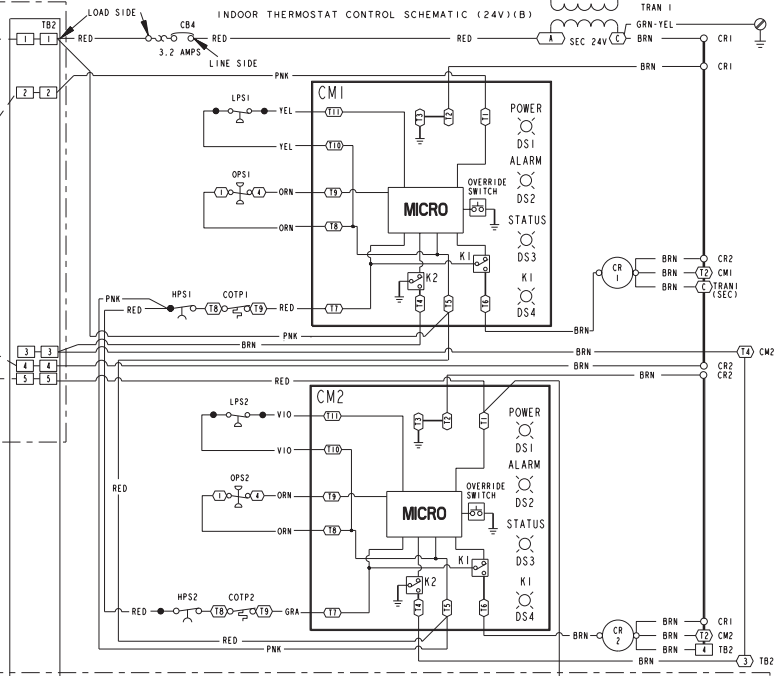 TRAN 1
INDOOR THERMOSTAT CONTROL SCHEMATIC (24V)(B)
LOAD SIDE
CB4
GRN-YEL
TB2
1 1
RED
3.2 AMPS
RED
LINE SIDE
RED
A
SEC 24V
C
BRN
CR1
BRN
CR1
PNK
2 2
CM1
LPS1
YEL
T11
T3
T2
T1
POWER
DS1
YEL
T10
ALARM
DS2
OPS1
1
4
ORN
T9
MICRO
OVERRIDE
SWITCH
ORN
T8
STATUS
DS3
K1
K2
K1
DS4
CR
1
BRN
CR2
BRN
T2
CM1
BRN
C
TRAN1
(SEC)
PNK
RED
HPS1
COTP1
T8
T9
RED
T7
T4
T5
T6
BRN
PNK
BRN
3 3
BRN
T4
CM2
4 4
BRN
CR2
5 5
RED
BRN
CR2
CM2
LPS2
VIO
T11
T3
T2
T1
POWER
DS1
VIO
T10
ALARM
DS2
RED
OPS2
1
4
ORN
T9
MICRO
OVERRIDE
SWITCH
ORN
T8
STATUS
DS3
K1
K2
K1
DS4
RED
HPS2
COTP2
T8
T9
GRA
T7
T4
T5
T6
BRN
CR
2
BRN
CR1
BRN
T2
CM2
BRN
4
TB2
RED
PNK
BRN
3
TB2